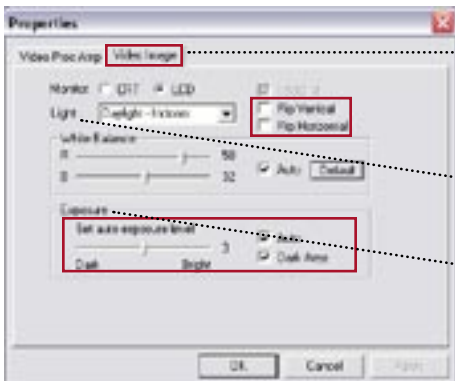 Properties
Video Proc Amp Video Image
Monitor CRT LCD
Light Daylight - Indoors Flip Vertical
Flip Horizontal
White Balance
R 50
B 32 Auto Default
Exposure
Set auto exposure level
3 Auto
Dark Bright Dark Area
OK Cancel Apply